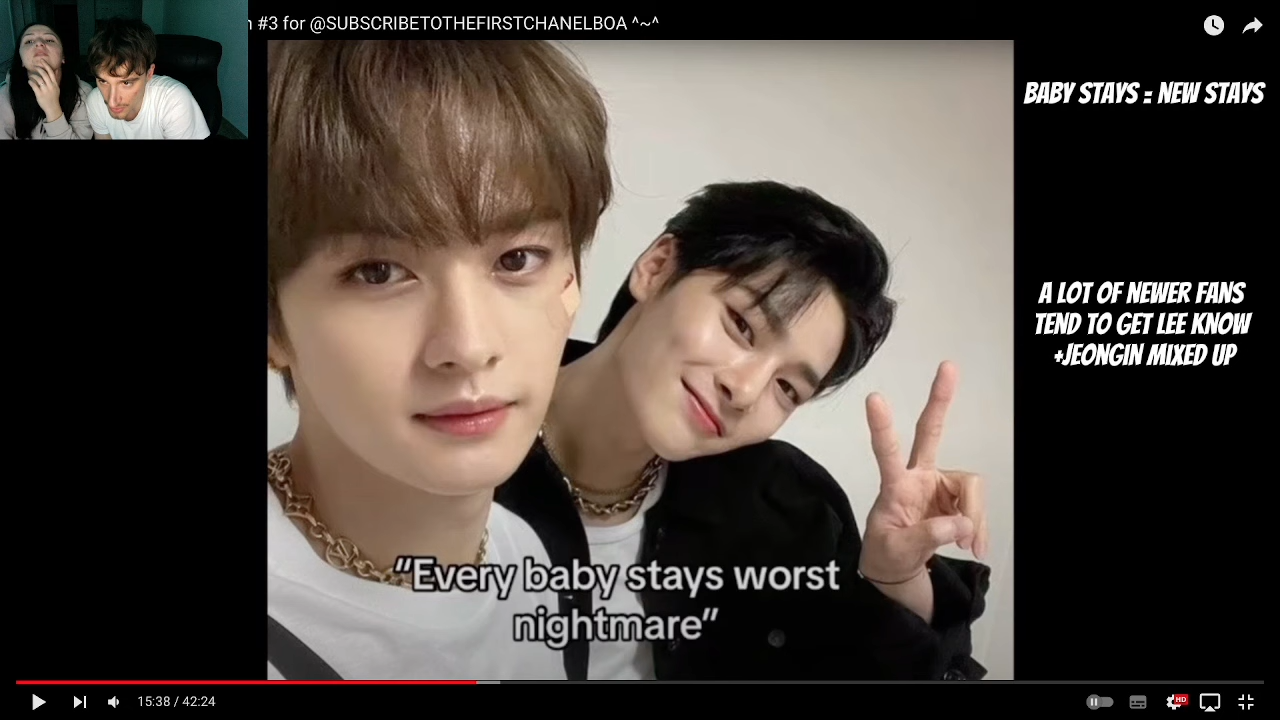 #3 for @SUBSCRIBETOTHEFIRSTCHANELBOA ^~^
BABY STAYS = NEW STAYS
A LOT OF NEWER FANS
TEND TO GET LEE KNOW
+JEONGIN MIXED UP
"Every baby stays worst
nightmare"
15:38 / 42:24
HD